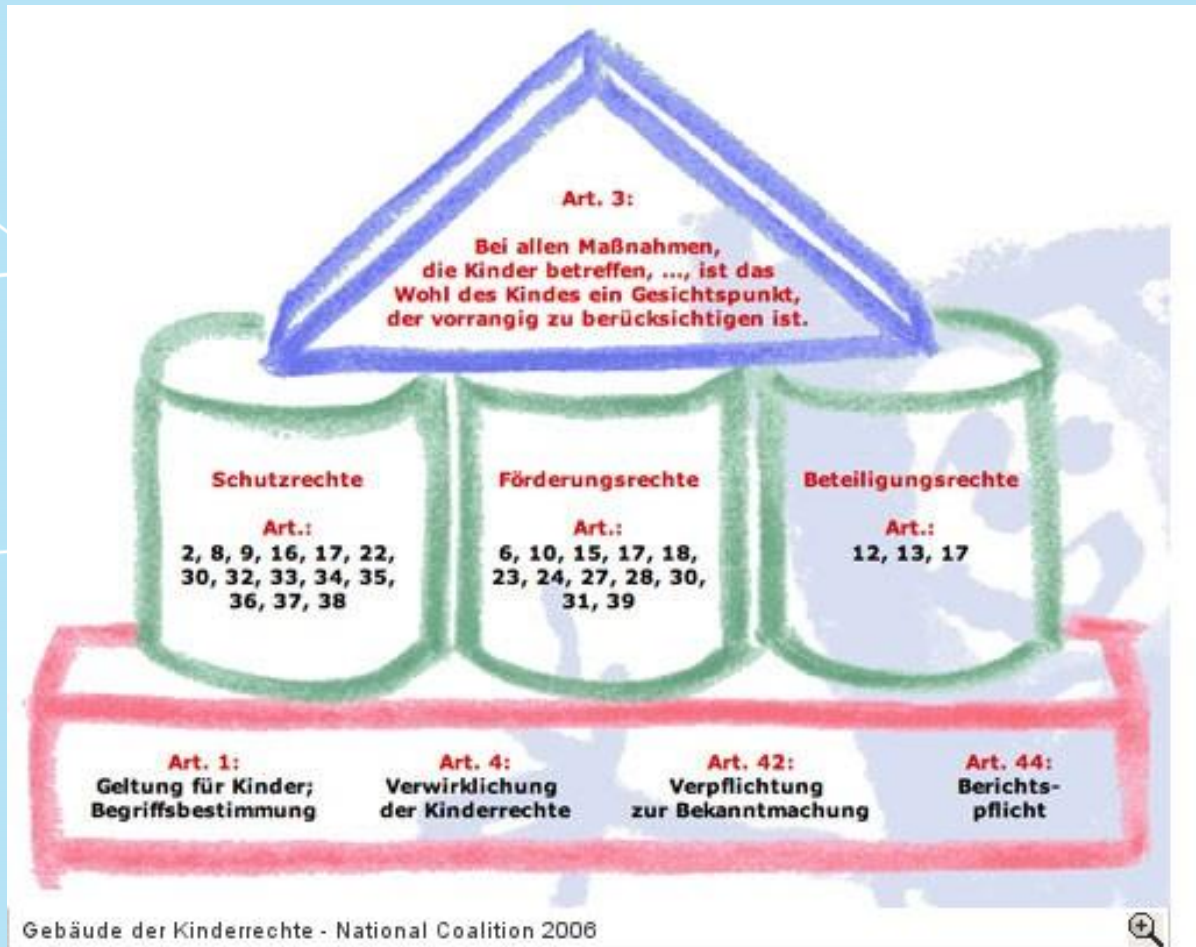 Art. 3:
Bei allen Maßnahmen,
die Kinder betreffen, ..., ist das
Wohl des Kindes ein Gesichtspunkt,
der vorrangig zu berücksichtigen ist.
Schutzrechte
Art.:
2, 8, 9, 16, 17, 22,
30, 32, 33, 34, 35,
36, 37, 38
Förderungsrechte
Art.:
6, 10, 15, 17, 18,
23, 24, 27, 28, 30,
31, 39
Beteiligungsrechte
Art.:
12, 13, 17
Art. 1:
Geltung für Kinder;
Begriffsbestimmung
Art. 4:
Verwirklichung
der Kinderrechte
Art. 42:
Verpflichtung
zur Bekanntmachung
Art. 44:
Berichts-
pflicht
Gebäude der Kinderrechte - National Coalition 2006